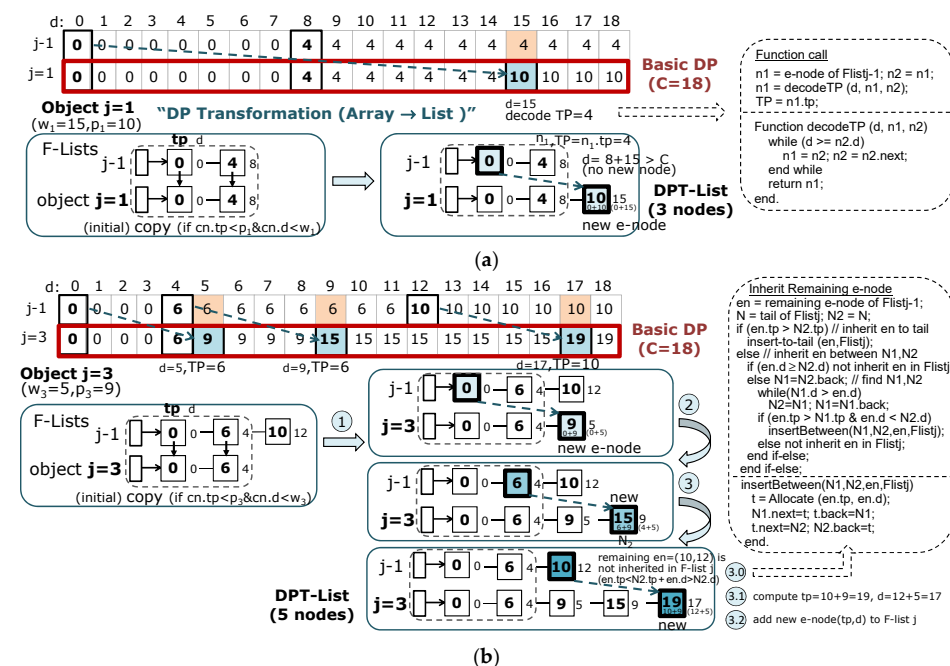 d: 0 1 2 3 4 5 6 7 8 9 10 11 12 13 14 15 16 17 18
j-1 0 0 0 0 0 0 0 0 4 4 4 4 4 4 4 4 4 4 4
j=1 0 0 0 0 0 0 0 0 4 4 4 4 4 4 4 10 10 10 10
Basic DP
(C=18)
Object j=1
(w1=15,p1=10)
"DP Transformation (Array → List )"
d=15
decode TP=4
Function call
n1 = e-node of Flistj-1; n2 = n1;
n1 = decodeTP (d, n1, n2);
TP = n1.tp;
Function decodeTP (d, n1, n2)
while (d >= n2.d)
n1 = n2; n2 = n2.next;
end while
return n1;
end.
F-Lists
tp d
j-1 0 0 4 8
object j=1 0 0 4 8
(initial) copy (if cn.tp<p1&cn.d<w1)
n1,TP=n1.tp=4
j-1 0 0 4 8
d= 8+15 > C
(no new node)
j=1 0 0 4 8 10 15
0+10 (0+15)
new e-node
DPT-List
(3 nodes)
(a)
d: 0 1 2 3 4 5 6 7 8 9 10 11 12 13 14 15 16 17 18
j-1 0 0 0 0 6 6 6 6 6 6 6 6 10 10 10 10 10 10 10
j=3 0 0 0 0 6 9 9 9 9 15 15 15 15 15 15 15 15 19 19
Basic DP
(C=18)
Object j=3
(w3=5,p3=9)
d=5,TP=6
d=9,TP=6
d=17,TP=10
F-Lists
tp d
j-1 0 0 6 4 10 12
object j=3 0 0 6 4
(initial) copy (if cn.tp<p3&cn.d<w3)
1
j-1 0 0 6 4 10 12
j=3 0 0 6 4 9 5
0+9 (0+5)
new e-node
2
j-1 0 0 6 4 10 12
new
j=3 0 0 6 4 9 5 15 9
6+9 (4+5)
N2
3
j-1 0 0 6 4 10 12
remaining en=(10,12) is
not inherited in F-list j
(en.tp<N2.tp+en.d>N2.d)
j=3 0 0 6 4 9 5 15 9 19 17
10+9 (12+5)
new
DPT-List
(5 nodes)
Inherit Remaining e-node
en = remaining e-node of Flistj-1;
N = tail of Flistj; N2 = N;
if (en.tp > N2.tp) // inherit en to tail
insert-to-tail (en,Flistj);
else // inherit en between N1,N2
if (en.d ≥ N2.d) not inherit en in Flistj
else N1=N2.back; // find N1,N2
while(N1.d > en.d)
N2=N1; N1=N1.back;
if (en.tp > N1.tp & en.d < N2.d)
insertBetween(N1,N2,en,Flistj);
else not inherit en in Flistj;
end if-else;
end if-else;
insertBetween(N1,N2,en,Flistj)
t = Allocate (en.tp, en.d);
N1.next=t; t.back=N1;
t.next=N2; N2.back=t;
end.
3.0
3.1 compute tp=10+9=19, d=12+5=17
3.2 add new e-node(tp,d) to F-list j
(b)